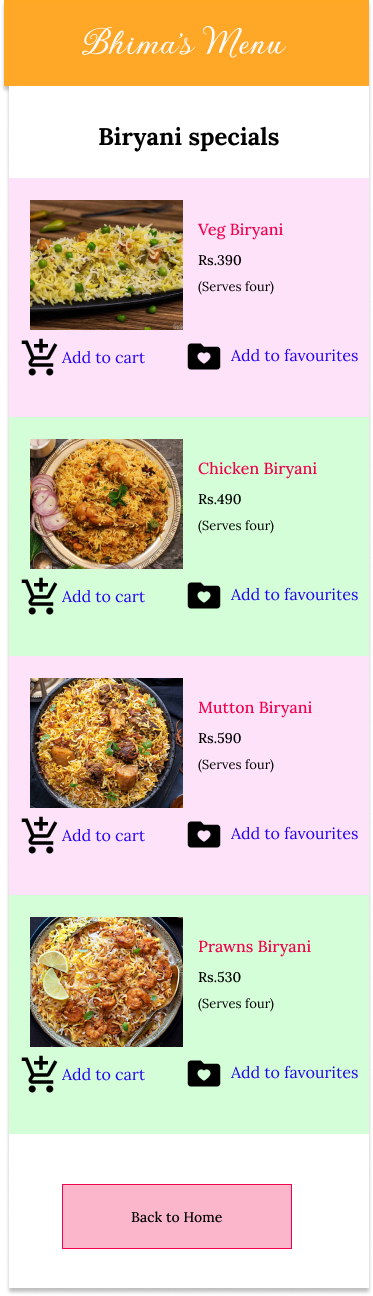 Bhima's Menu
Biryani specials
Veg Biryani
Rs.390
(Serves four)
Add to cart
Add to favourites
Chicken Biryani
Rs.490
(Serves four)
Add to cart
Add to favourites
Mutton Biryani
Rs.590
(Serves four)
Add to cart
Add to favourites
Prawns Biryani
Rs.530
(Serves four)
Add to cart
Add to favourites
Back to Home